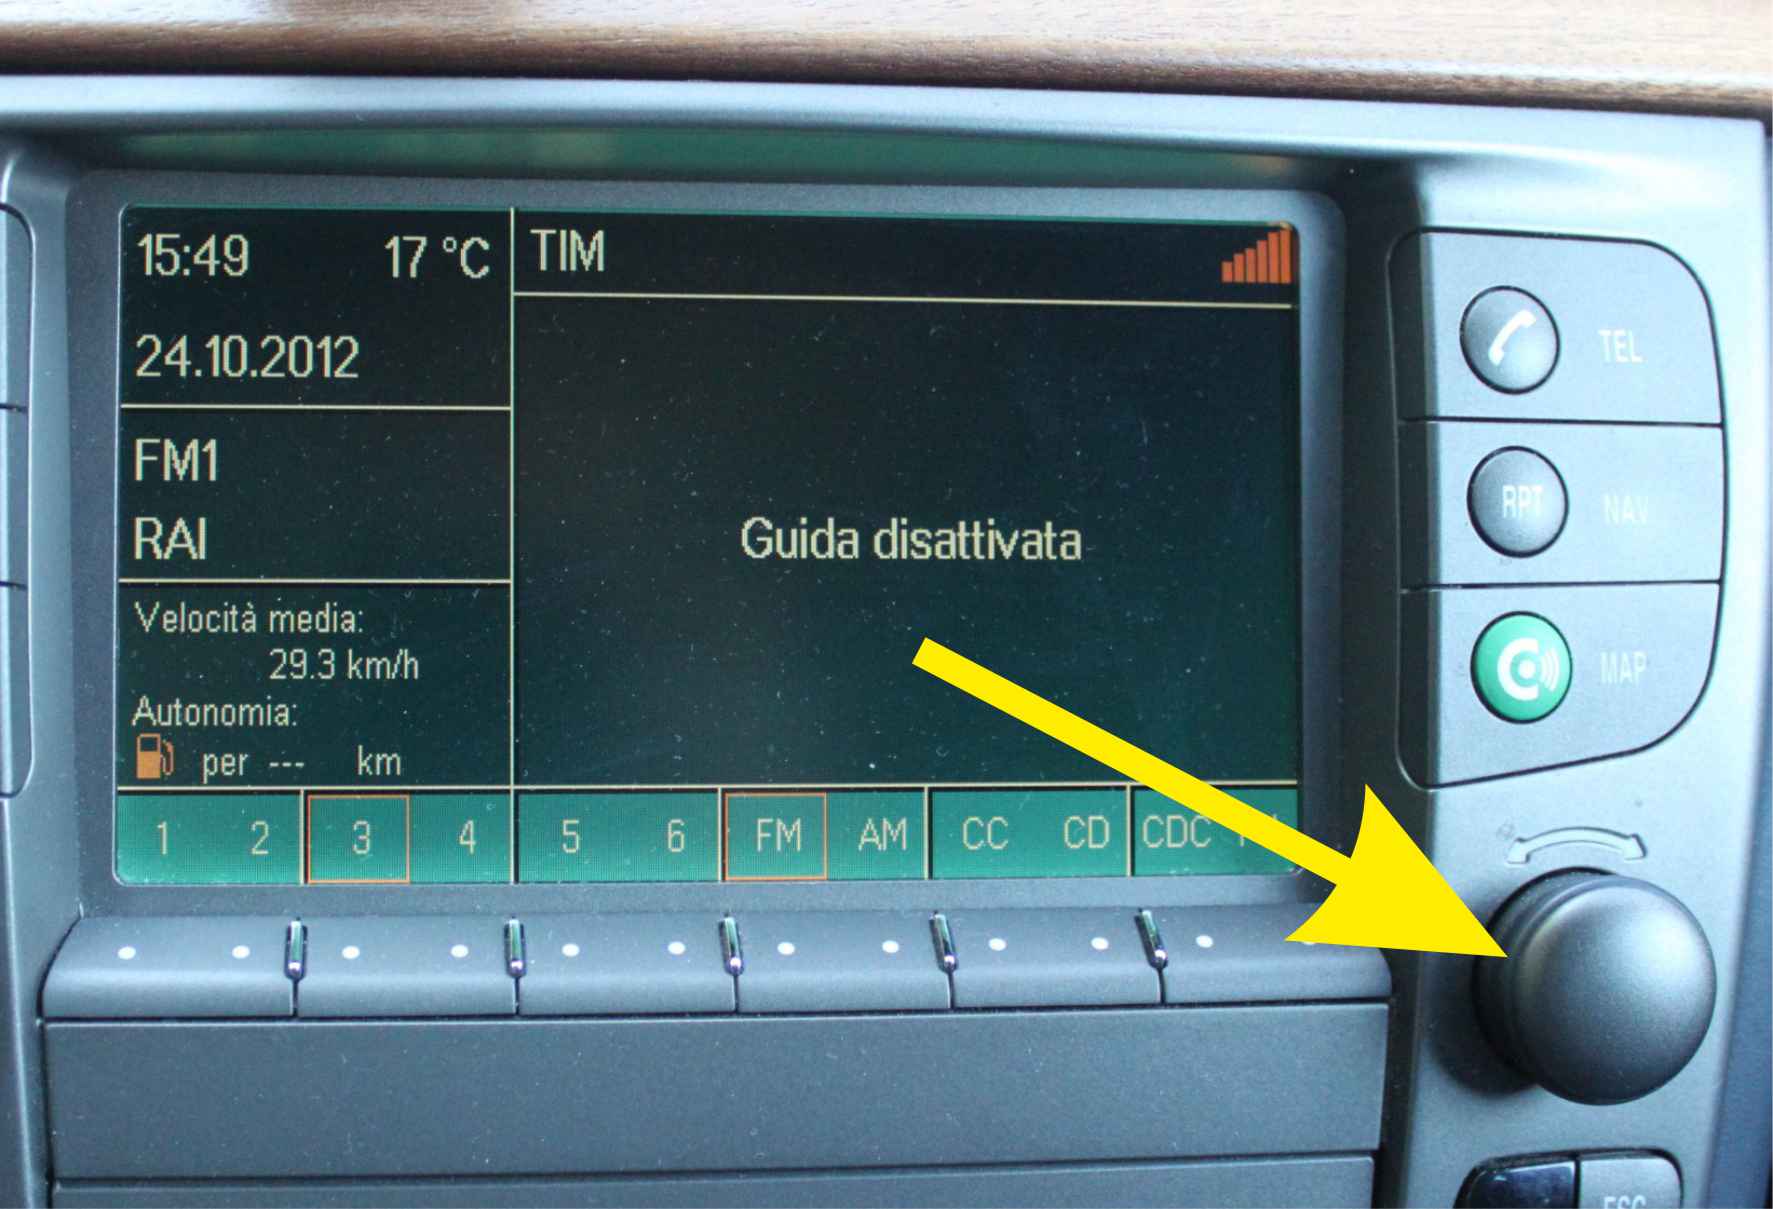 15:49 17 °C
24.10.2012
FM1
RAI
Velocità media:
29.3 km/h
Autonomia:
per --- km
TIM
Guida disattivata
1 2 3 4 5 6 FM AM CC CD CDC
TEL
RPT NAV
MAP
ESC